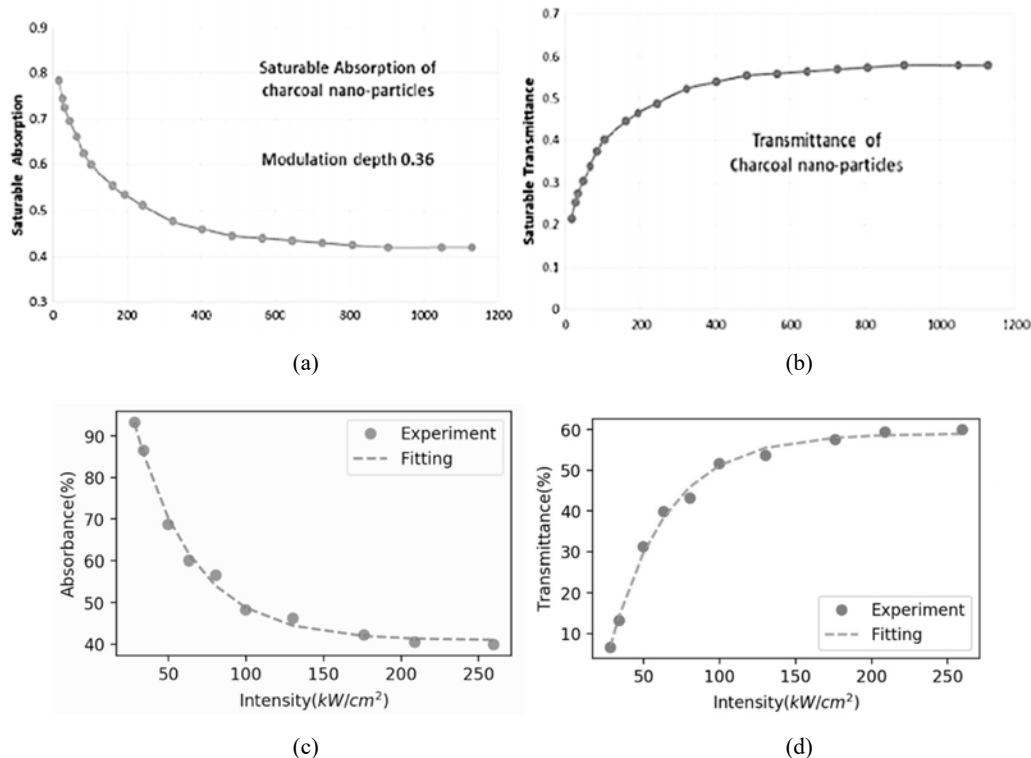 0.9
0.8
0.7
0.6
0.5
0.4
0.3
Saturable Absorption
Saturable Absorption of
charcoal nano-particles
Modulation depth 0.36
0
200
400
600
800
1000
1200
(a)
0.7
0.6
0.5
0.4
0.3
0.2
0.1
0
Saturable Transmittance
Transmittance of
Charcoal nano-particles
0
200
400
600
800
1000
1200
(b)
90
80
70
60
50
40
Absorbance(%)
Experiment
Fitting
50
100
150
200
250
Intensity(kW/cm²)
(c)
60
50
40
30
20
10
Transmittance(%)
Experiment
Fitting
50
100
150
200
250
Intensity(kW/cm²)
(d)